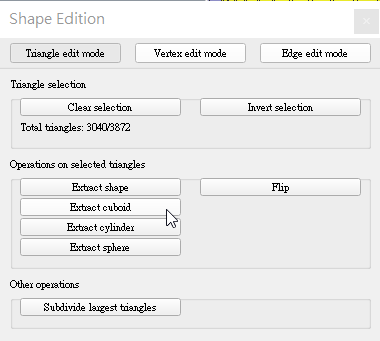 Shape Edition
Triangle edit mode Vertex edit mode Edge edit mode
Triangle selection
Clear selection Invert selection
Total triangles: 3040/3872
Operations on selected triangles
Extract shape Flip
Extract cuboid
Extract cylinder
Extract sphere
Other operations
Subdivide largest triangles